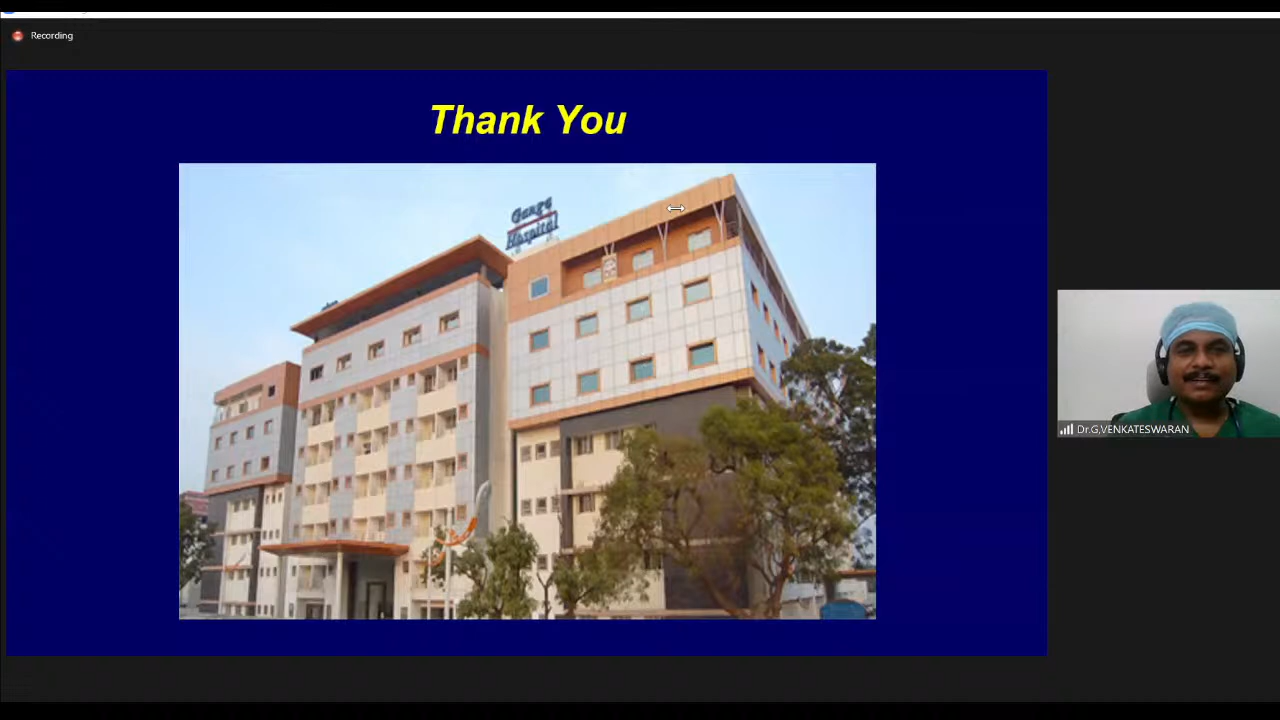 Recording
Thank You
Ganga
Hospital
Dr.G,VENKATESWARAN